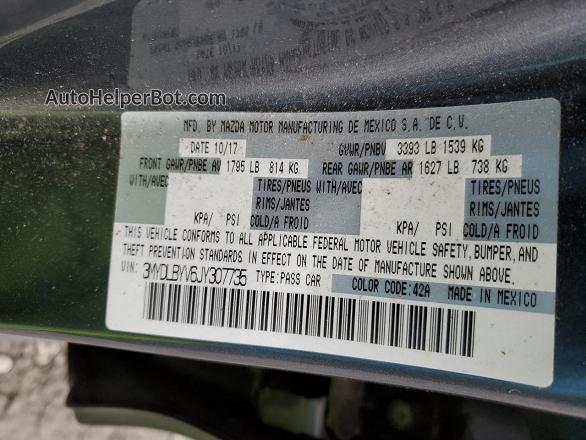 AutoHelperBot.com
MFD. BY MAZDA MOTOR MANUFACTURING DE MEXICO S.A. DE C.V.
DATE 10/17 GVWR/PNBV 3393 LB 1539 KG
FRONT GAWR/PNBE AV 1795 LB 814 KG REAR GAWR/PNBE AR 1627 LB 738 KG
WITH/AVEC TIRES/PNEUS WITH/AVEC TIRES/PNEUS
RIMS/JANTES RIMS/JANTES
KPA/ PSI COLD/A FROID KPA/ PSI COLD/A FROID
THIS VEHICLE CONFORMS TO ALL APPLICABLE FEDERAL MOTOR VEHICLE SAFETY, BUMPER, AND
THEFT PREVENTION STANDARDS IN EFFECT ON THE DATE OF MANUFACTURE SHOWN ABOVE.
VIN: 3MYDLBYV6JY307735 TYPE:PASS CAR COLOR CODE:42A MADE IN MEXICO